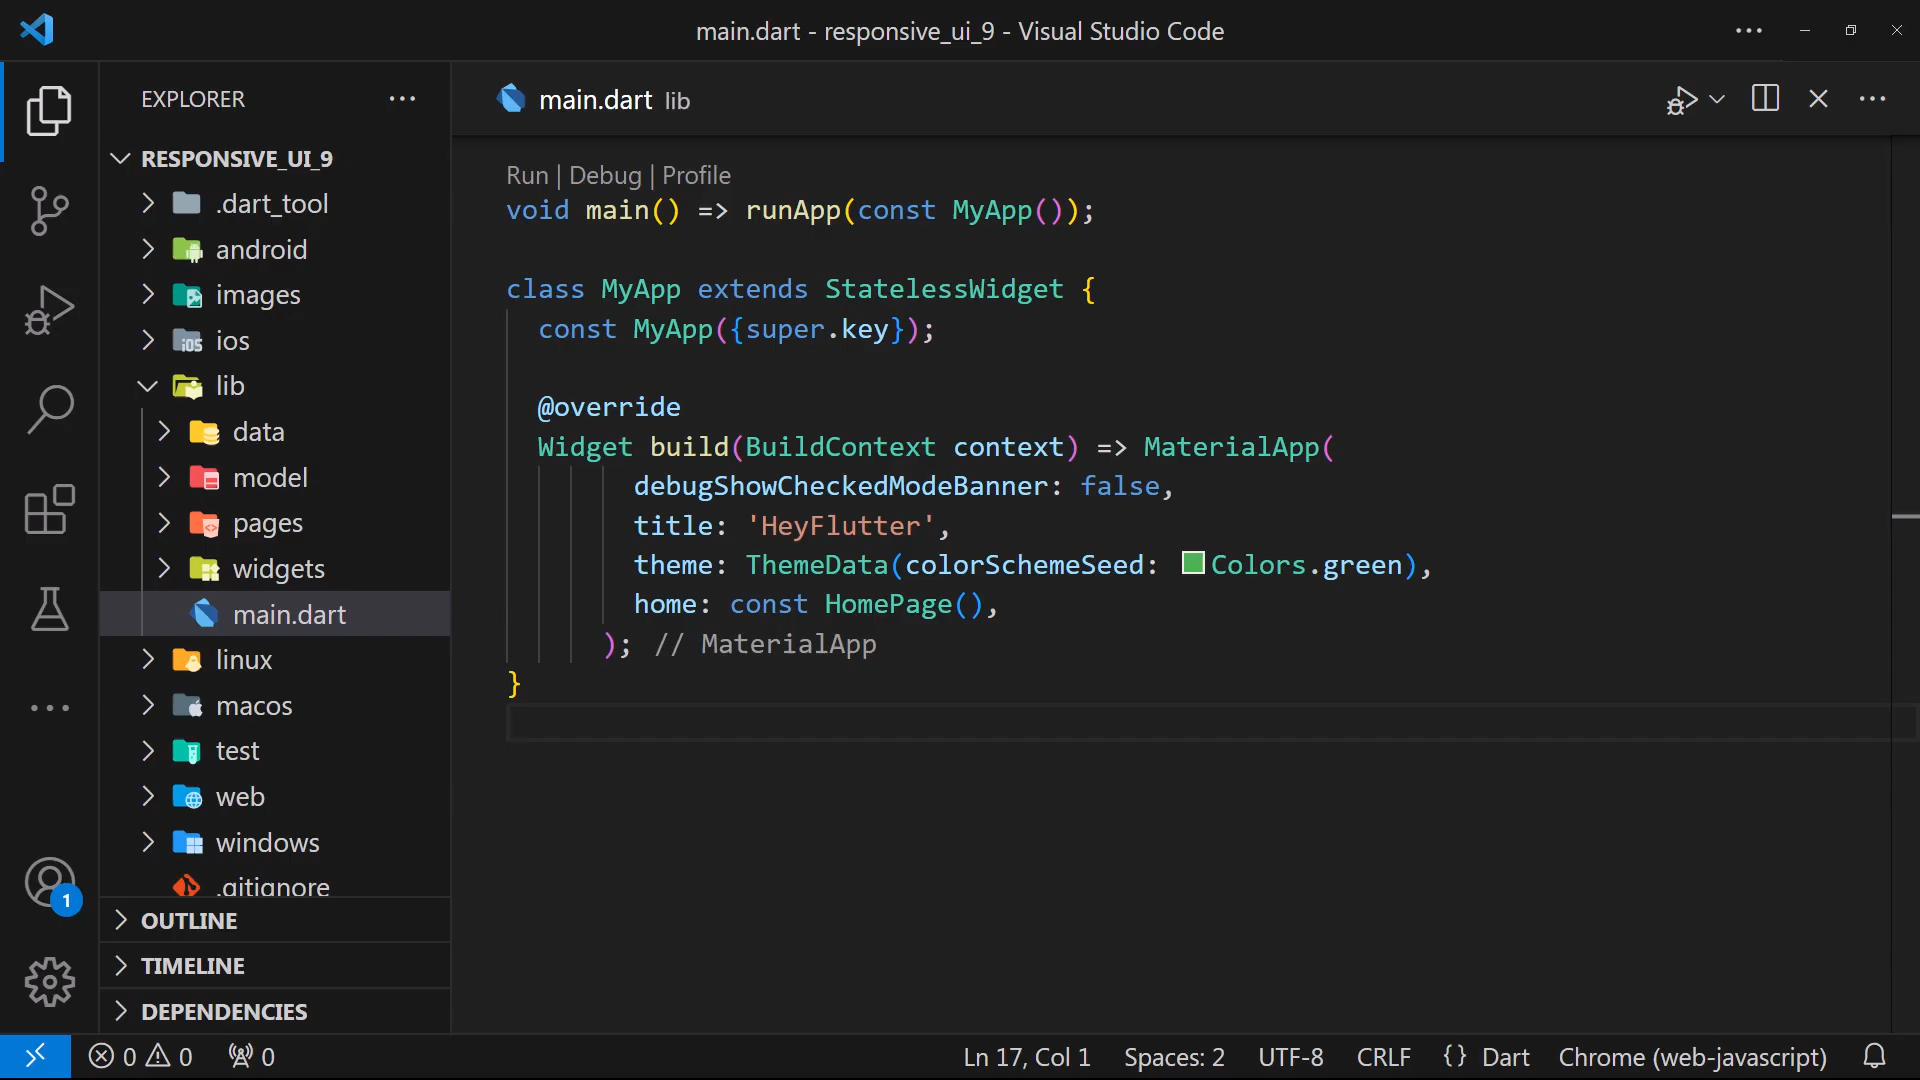 main.dart - responsive_ui_9 - Visual Studio Code
EXPLORER
RESPONSIVE_UI_9
.dart_tool
android
images
ios
lib
data
model
pages
widgets
main.dart
linux
macos
test
web
windows
.gitignore
OUTLINE
TIMELINE
DEPENDENCIES
1
main.dart lib
Run | Debug | Profile
void main() => runApp(const MyApp());
class MyApp extends StatelessWidget {
const MyApp({super.key});
@override
Widget build(BuildContext context) => MaterialApp(
debugShowCheckedModeBanner: false,
title: 'HeyFlutter',
theme: ThemeData(colorSchemeSeed: Colors.green),
home: const HomePage(),
); // MaterialApp
}
0 0 0
Ln 17, Col 1 Spaces: 2 UTF-8 CRLF {} Dart Chrome (web-javascript)